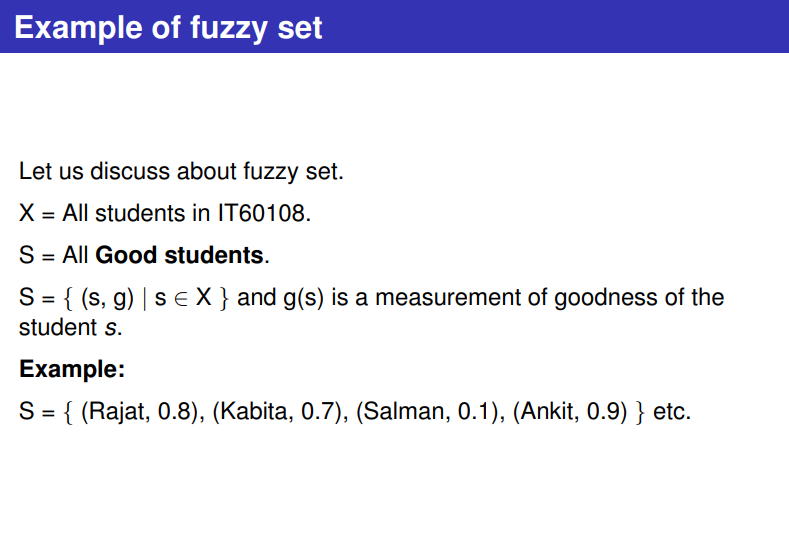 Example of fuzzy set
Let us discuss about fuzzy set.
X = All students in IT60108.
S = All Good students.
S = { (s, g) | s ∈ X } and g(s) is a measurement of goodness of the
student s.
Example:
S = { (Rajat, 0.8), (Kabita, 0.7), (Salman, 0.1), (Ankit, 0.9) } etc.